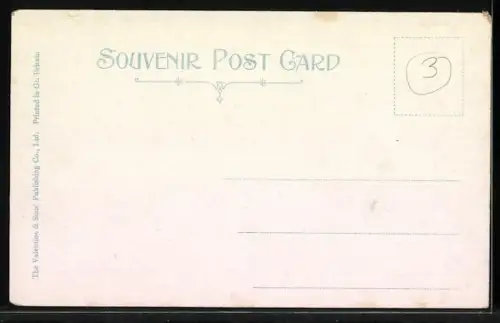 SOUVENIR POST CARD
3
The Valentine & Sons' Publishing Co., Ltd. Printed in Gt. Britain.